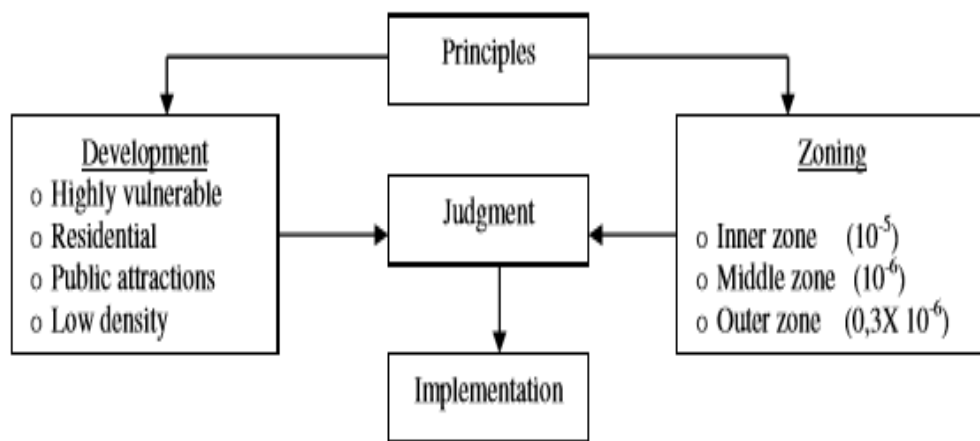 Principles
Development
o Highly vulnerable
o Residential
o Public attractions
o Low density
Judgment
Zoning
o Inner zone (10⁻⁵)
o Middle zone (10⁻⁶)
o Outer zone (0,3X 10⁻⁶)
Implementation